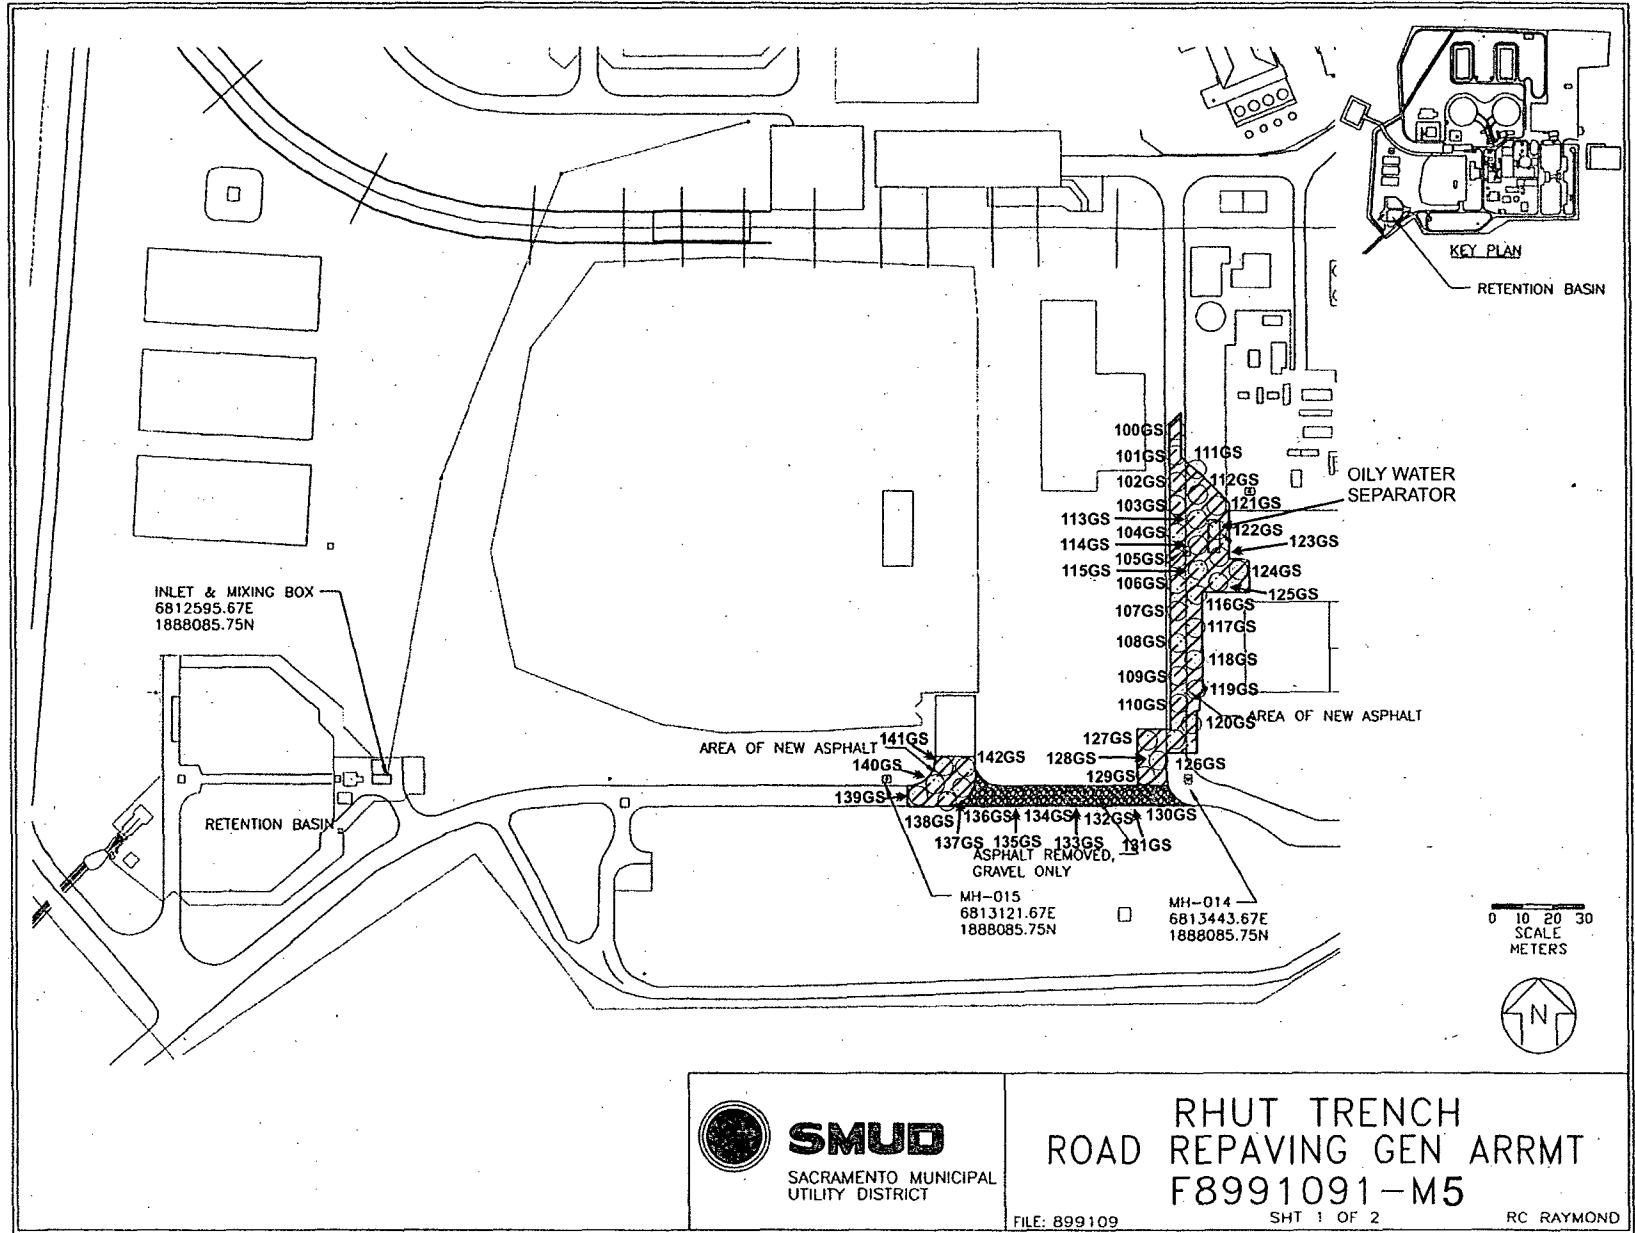 KEY PLAN
RETENTION BASIN
100GS
101GS
111GS
102GS
112GS
103GS
121GS
OILY WATER
SEPARATOR
113GS
104GS
122GS
114GS
123GS
105GS
115GS
124GS
106GS
125GS
107GS
116GS
117GS
108GS
118GS
109GS
119GS
110GS
120GS
AREA OF NEW ASPHALT
INLET & MIXING BOX
6812595.67E
1888085.75N
127GS
141GS
AREA OF NEW ASPHALT
142GS
128GS
126GS
140GS
129GS
139GS
138GS
136GS
134GS
132GS
130GS
137GS
135GS
133GS
131GS
RETENTION BASIN
ASPHALT REMOVED,
GRAVEL ONLY
MH-015
6813121.67E
1888085.75N
MH-014
6813443.67E
1888085.75N
0 10 20 30
SCALE
METERS
N
SMUD
SACRAMENTO MUNICIPAL
UTILITY DISTRICT
RHUT TRENCH
ROAD REPAVING GEN ARRMT
F8991091-M5
FILE: 899109
SHT 1 OF 2
RC RAYMOND